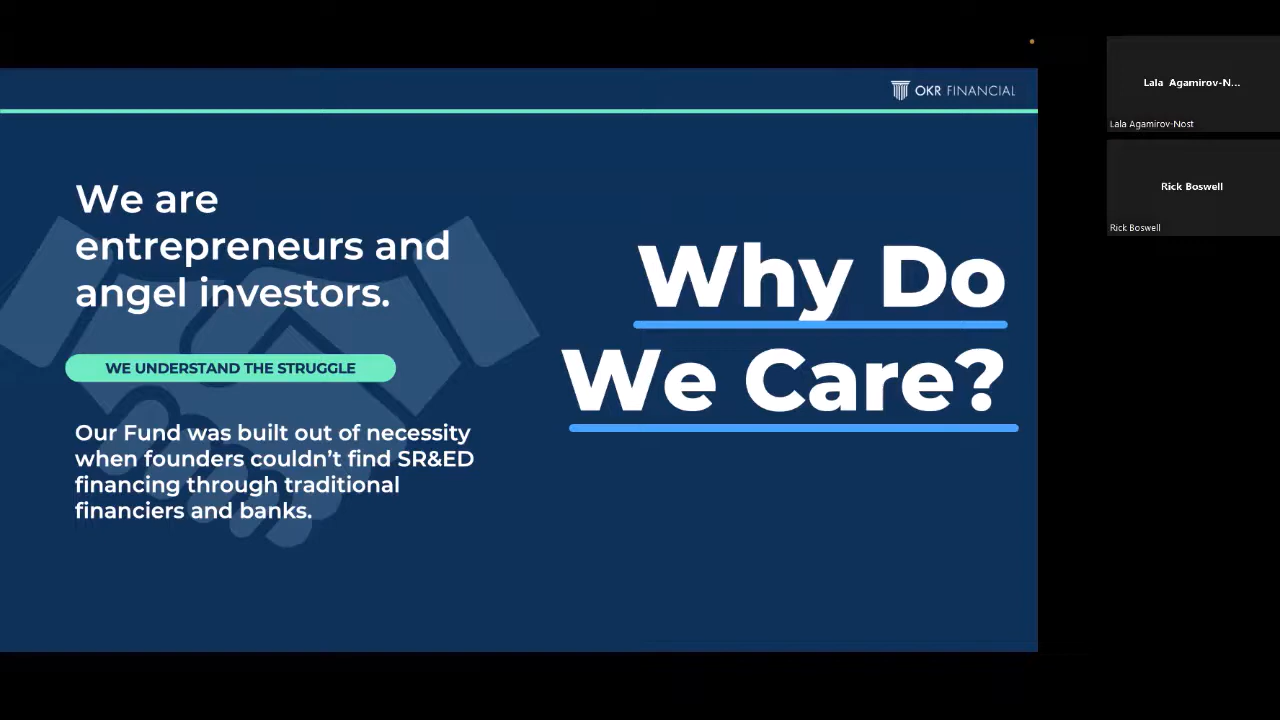 OKR FINANCIAL
We are
entrepreneurs and
angel investors.
WE UNDERSTAND THE STRUGGLE
Our Fund was built out of necessity
when founders couldn’t find SR&ED
financing through traditional
financiers and banks.
Why Do
We Care?
Lala Agamirov-N...
Lala Agamirov-Nost
Rick Boswell
Rick Boswell